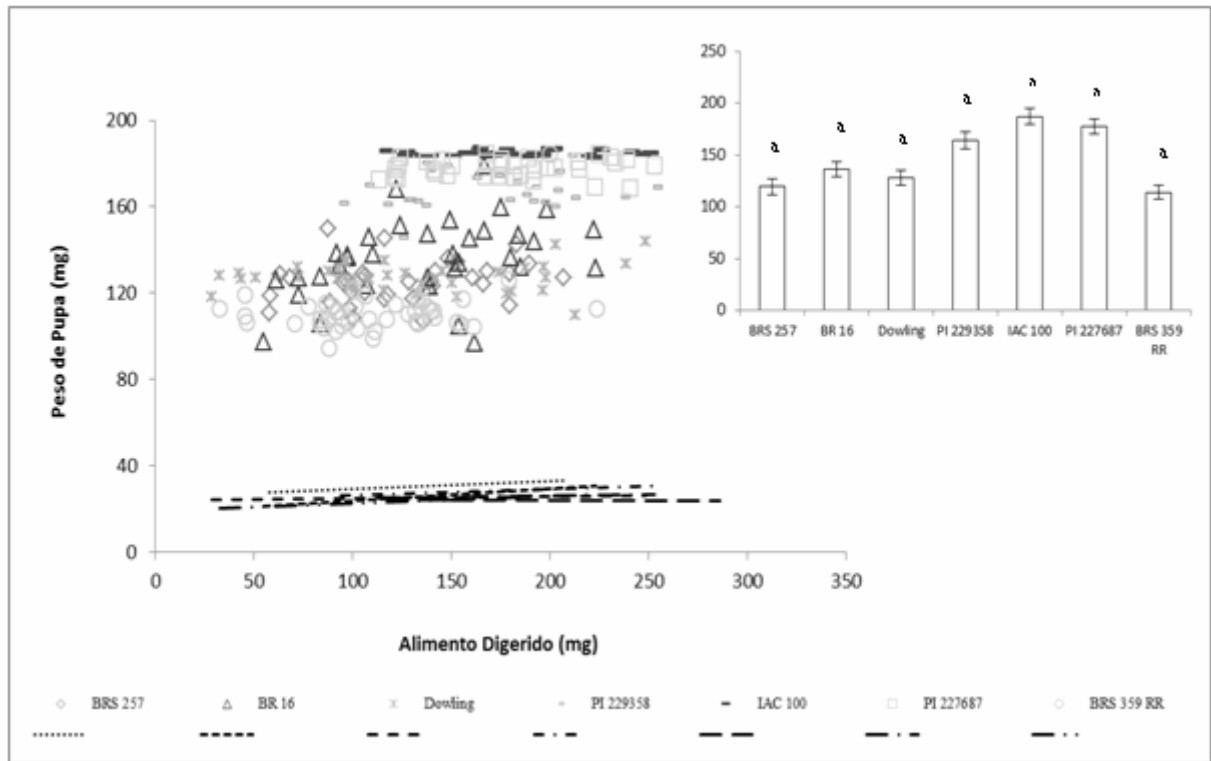 250
200
150
100
50
0
a a a a a a a
BRS 257 BR 16 Dowling PI 229358 IAC 100 PI 227687 BRS 359
RR
200
160
120
80
40
0
Peso de Pupa (mg)
0 50 100 150 200 250 300 350
Alimento Digerido (mg)
BRS 257 BR 16 Dowling PI 229358 IAC 100 PI 227687 BRS 359 RR